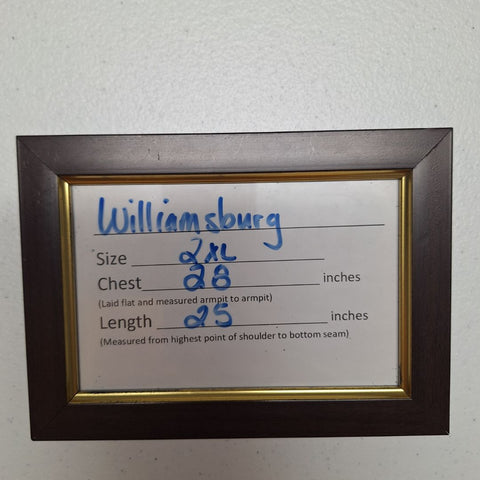 Williamsburg
Size 2XL
Chest 28 inches
(Laid flat and measured armpit to armpit)
Length 25 inches
(Measured from highest point of shoulder to bottom seam)